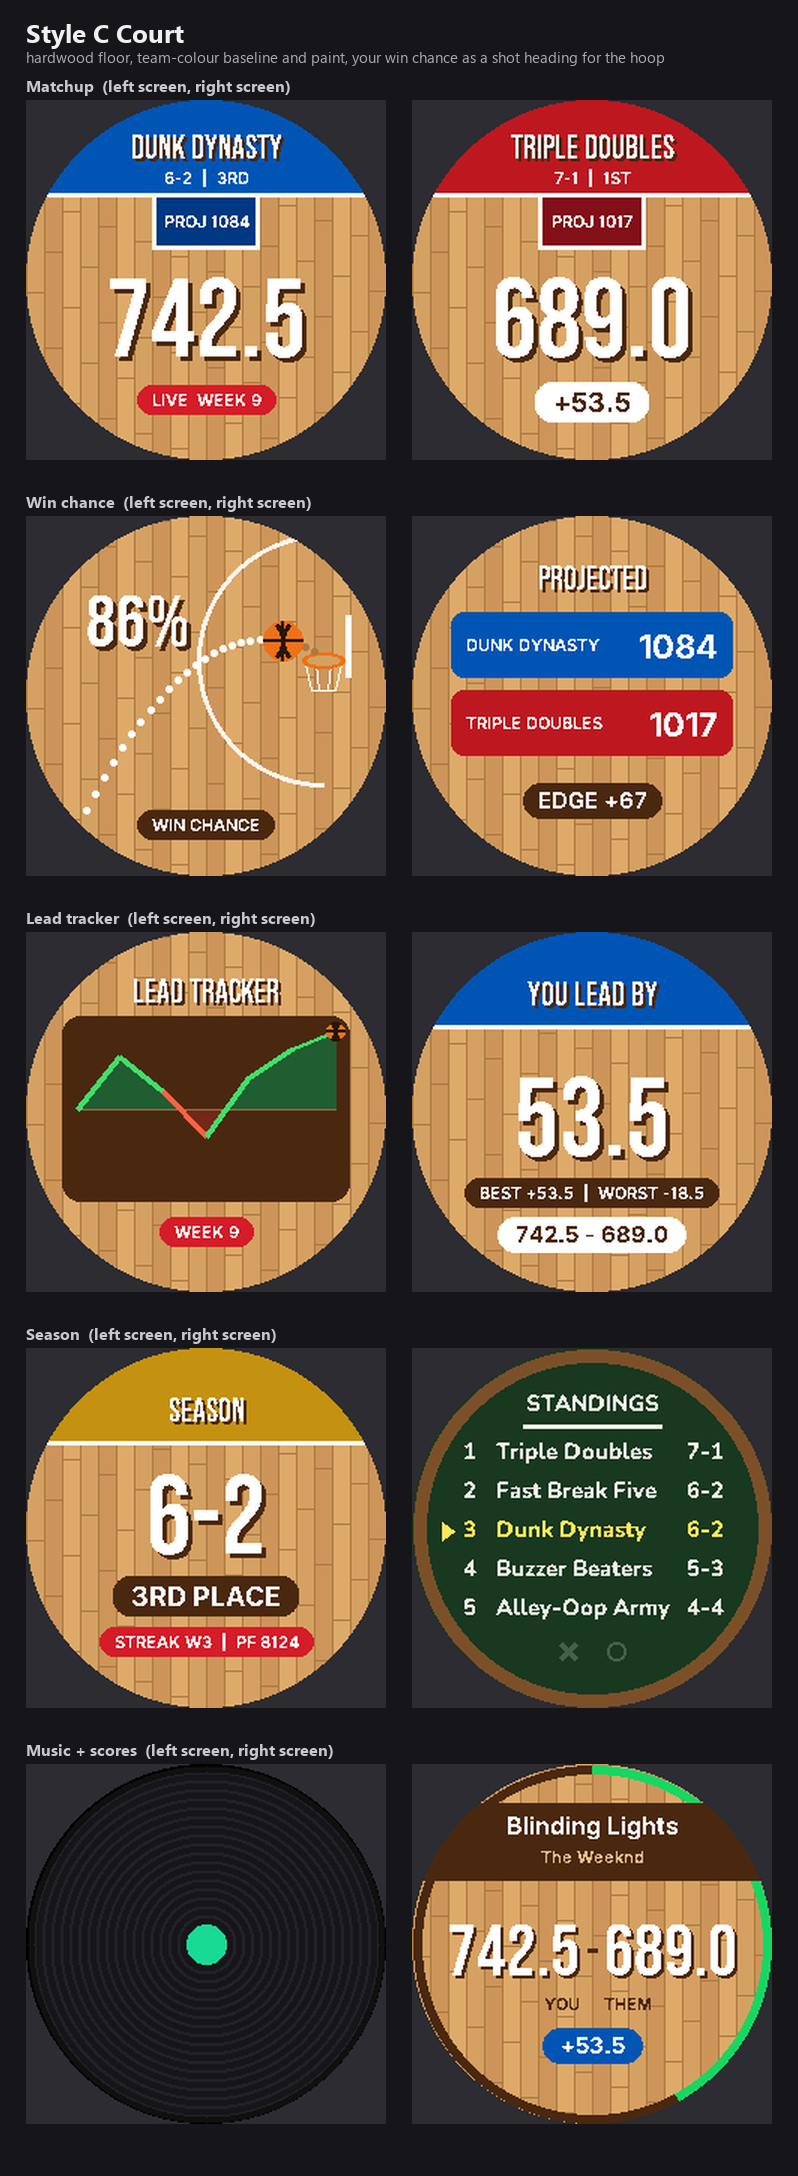 Style C Court
hardwood floor, team-colour baseline and paint, your win chance as a shot heading for the hoop
Matchup (left screen, right screen)
DUNK DYNASTY
6-2 | 3RD
PROJ 1084
742.5
LIVE WEEK 9
TRIPLE DOUBLES
7-1 | 1ST
PROJ 1017
689.0
+53.5
Win chance (left screen, right screen)
86%
WIN CHANCE
PROJECTED
DUNK DYNASTY 1084
TRIPLE DOUBLES 1017
EDGE +67
Lead tracker (left screen, right screen)
LEAD TRACKER
WEEK 9
YOU LEAD BY
53.5
BEST +53.5 | WORST -18.5
742.5 - 689.0
Season (left screen, right screen)
SEASON
6-2
3RD PLACE
STREAK W3 | PF 8124
STANDINGS
1 Triple Doubles 7-1
2 Fast Break Five 6-2
3 Dunk Dynasty 6-2
4 Buzzer Beaters 5-3
5 Alley-Oop Army 4-4
Music + scores (left screen, right screen)
Blinding Lights
The Weeknd
742.5 - 689.0
YOU THEM
+53.5